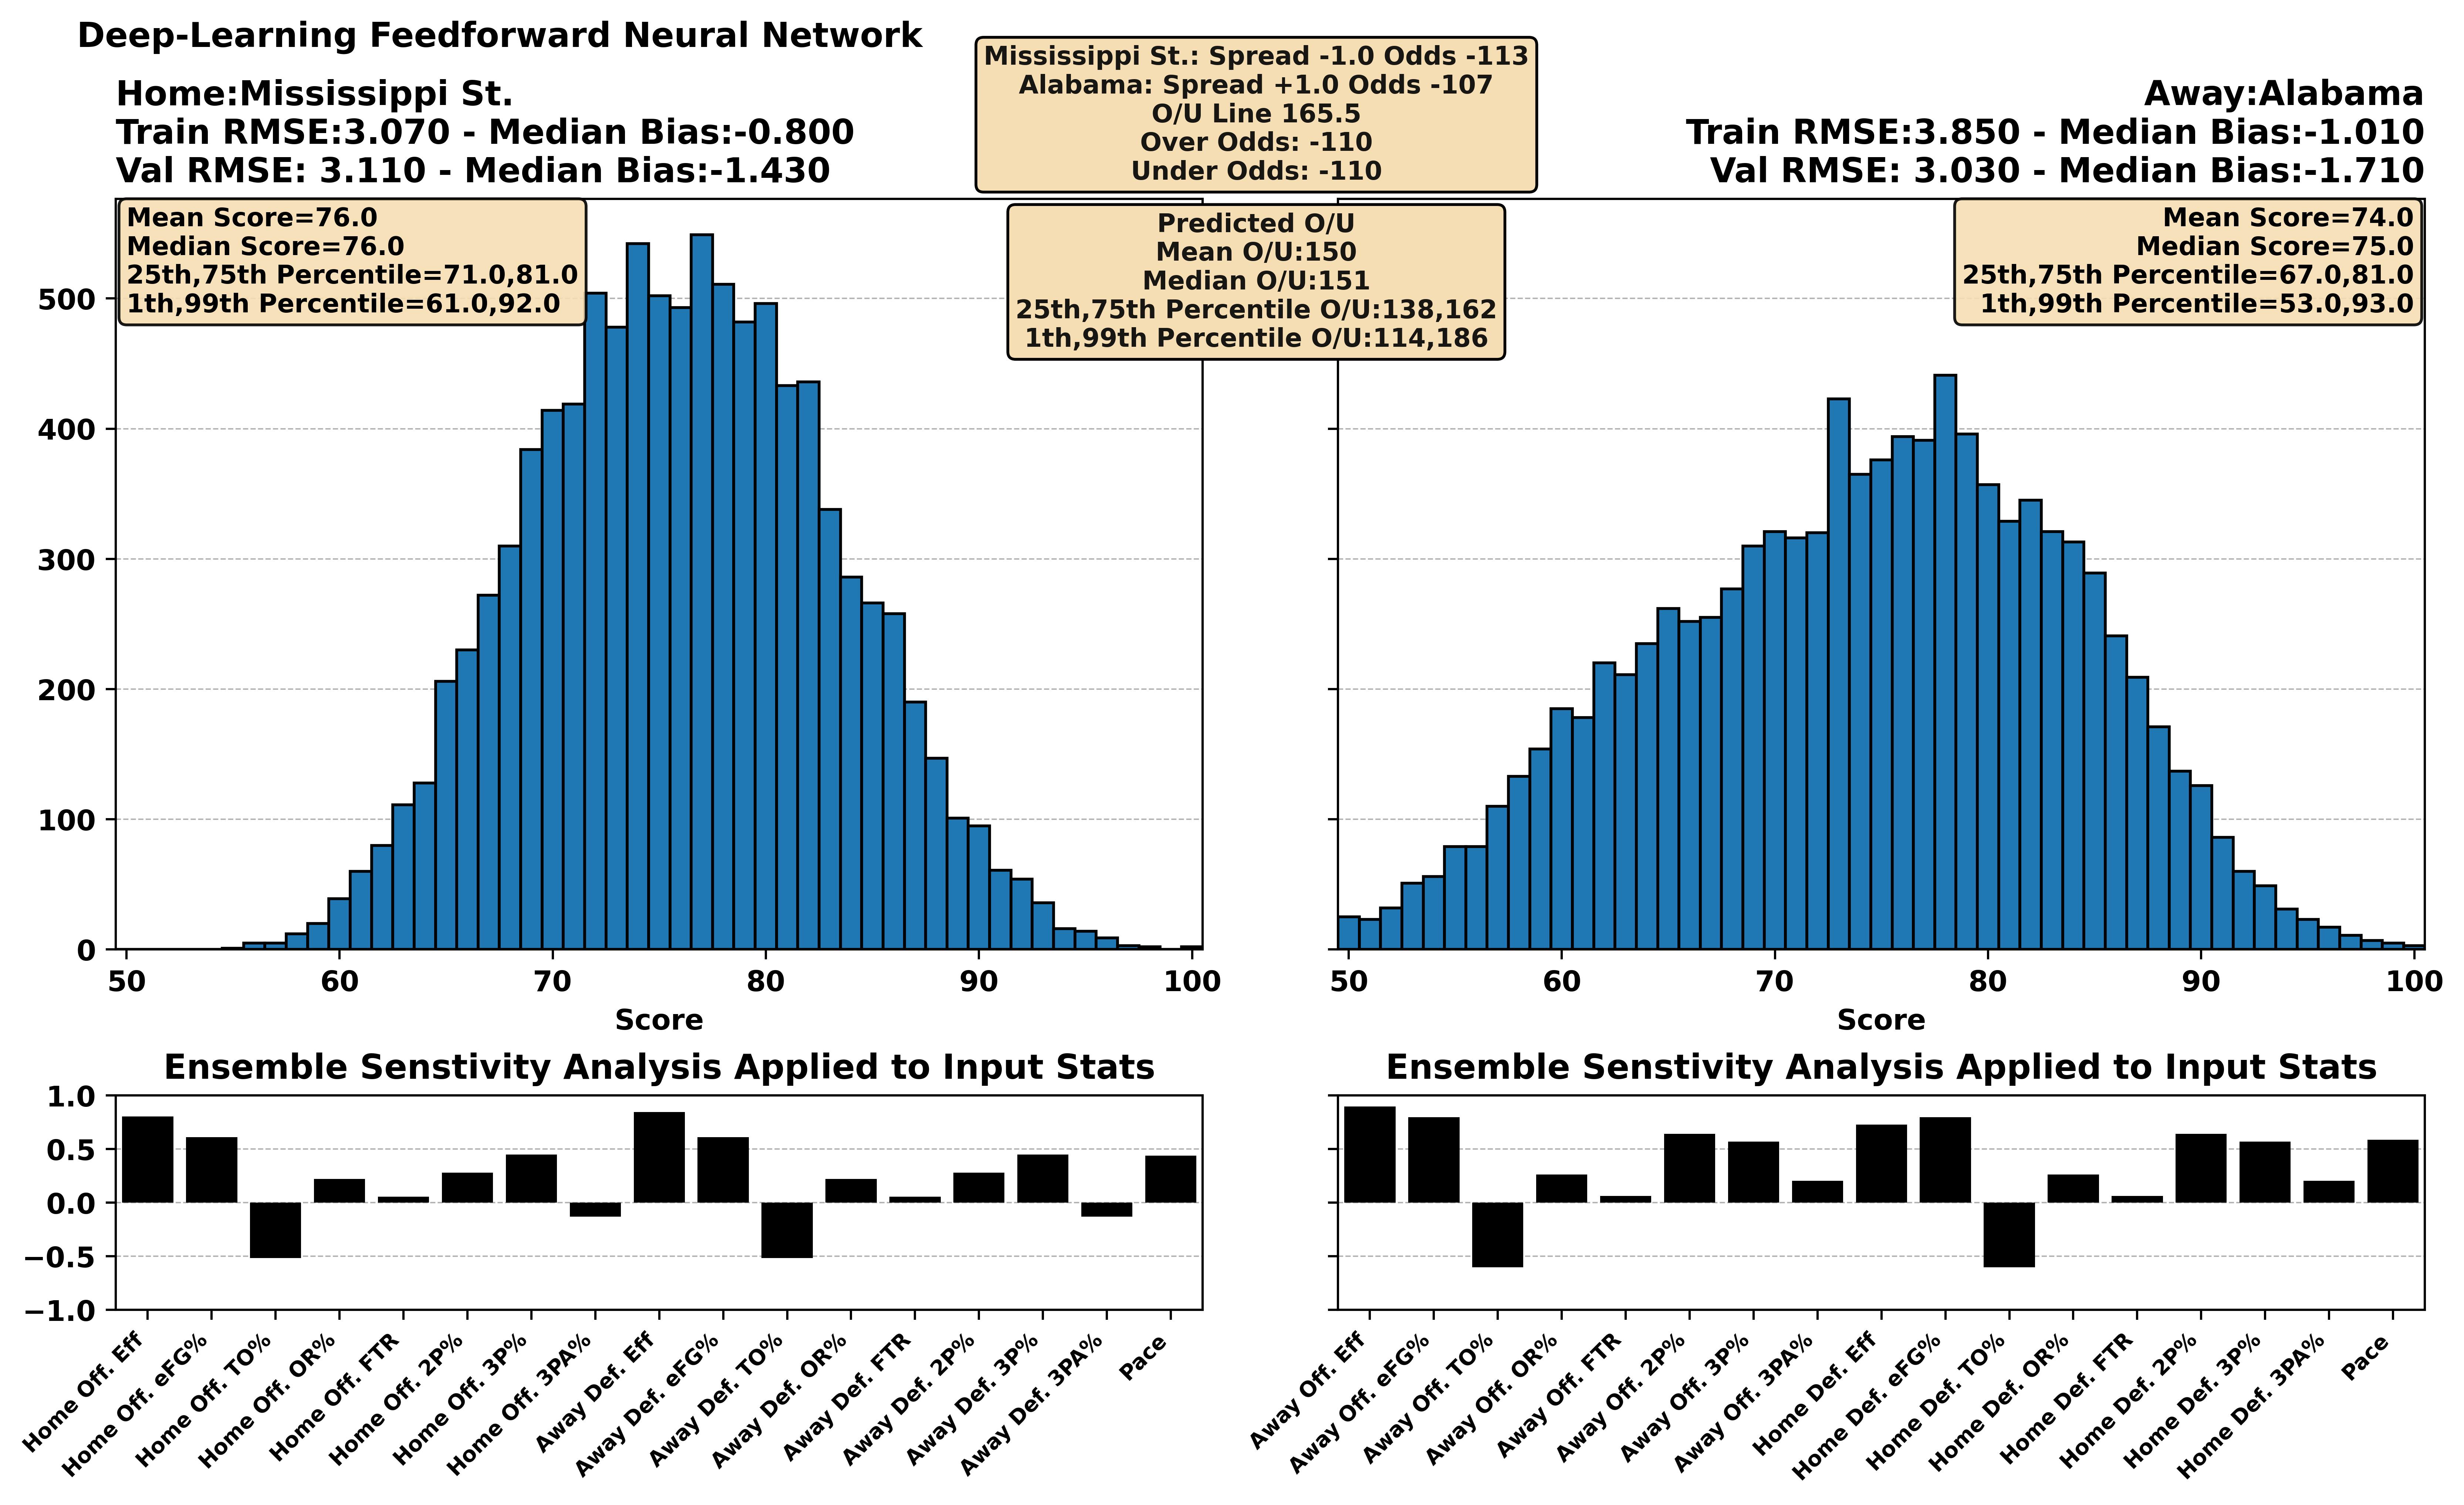 Deep-Learning Feedforward Neural Network
Home:Mississippi St.
Train RMSE:3.070 - Median Bias:-0.800
Val RMSE: 3.110 - Median Bias:-1.430
Mississippi St.: Spread -1.0 Odds -113
Alabama: Spread +1.0 Odds -107
O/U Line 165.5
Over Odds: -110
Under Odds: -110
Away:Alabama
Train RMSE:3.850 - Median Bias:-1.010
Val RMSE: 3.030 - Median Bias:-1.710
Mean Score=76.0
Median Score=76.0
25th,75th Percentile=71.0,81.0
1th,99th Percentile=61.0,92.0
Predicted O/U
Mean O/U:150
Median O/U:151
25th,75th Percentile O/U:138,162
1th,99th Percentile O/U:114,186
Mean Score=74.0
Median Score=75.0
25th,75th Percentile=67.0,81.0
1th,99th Percentile=53.0,93.0
500
400
300
200
100
0
50 60 70 80 90 100
Score
50 60 70 80 90 100
Score
Ensemble Senstivity Analysis Applied to Input Stats
1.0
0.5
0.0
−0.5
−1.0
Home Off. Eff
Home Off. eFG%
Home Off. TO%
Home Off. OR%
Home Off. FTR
Home Off. 2P%
Home Off. 3P%
Home Off. 3PA%
Away Def. Eff
Away Def. eFG%
Away Def. TO%
Away Def. OR%
Away Def. FTR
Away Def. 2P%
Away Def. 3P%
Away Def. 3PA%
Pace
Ensemble Senstivity Analysis Applied to Input Stats
Away Off. Eff
Away Off. eFG%
Away Off. TO%
Away Off. OR%
Away Off. FTR
Away Off. 2P%
Away Off. 3P%
Away Off. 3PA%
Home Def. Eff
Home Def. eFG%
Home Def. TO%
Home Def. OR%
Home Def. FTR
Home Def. 2P%
Home Def. 3P%
Home Def. 3PA%
Pace